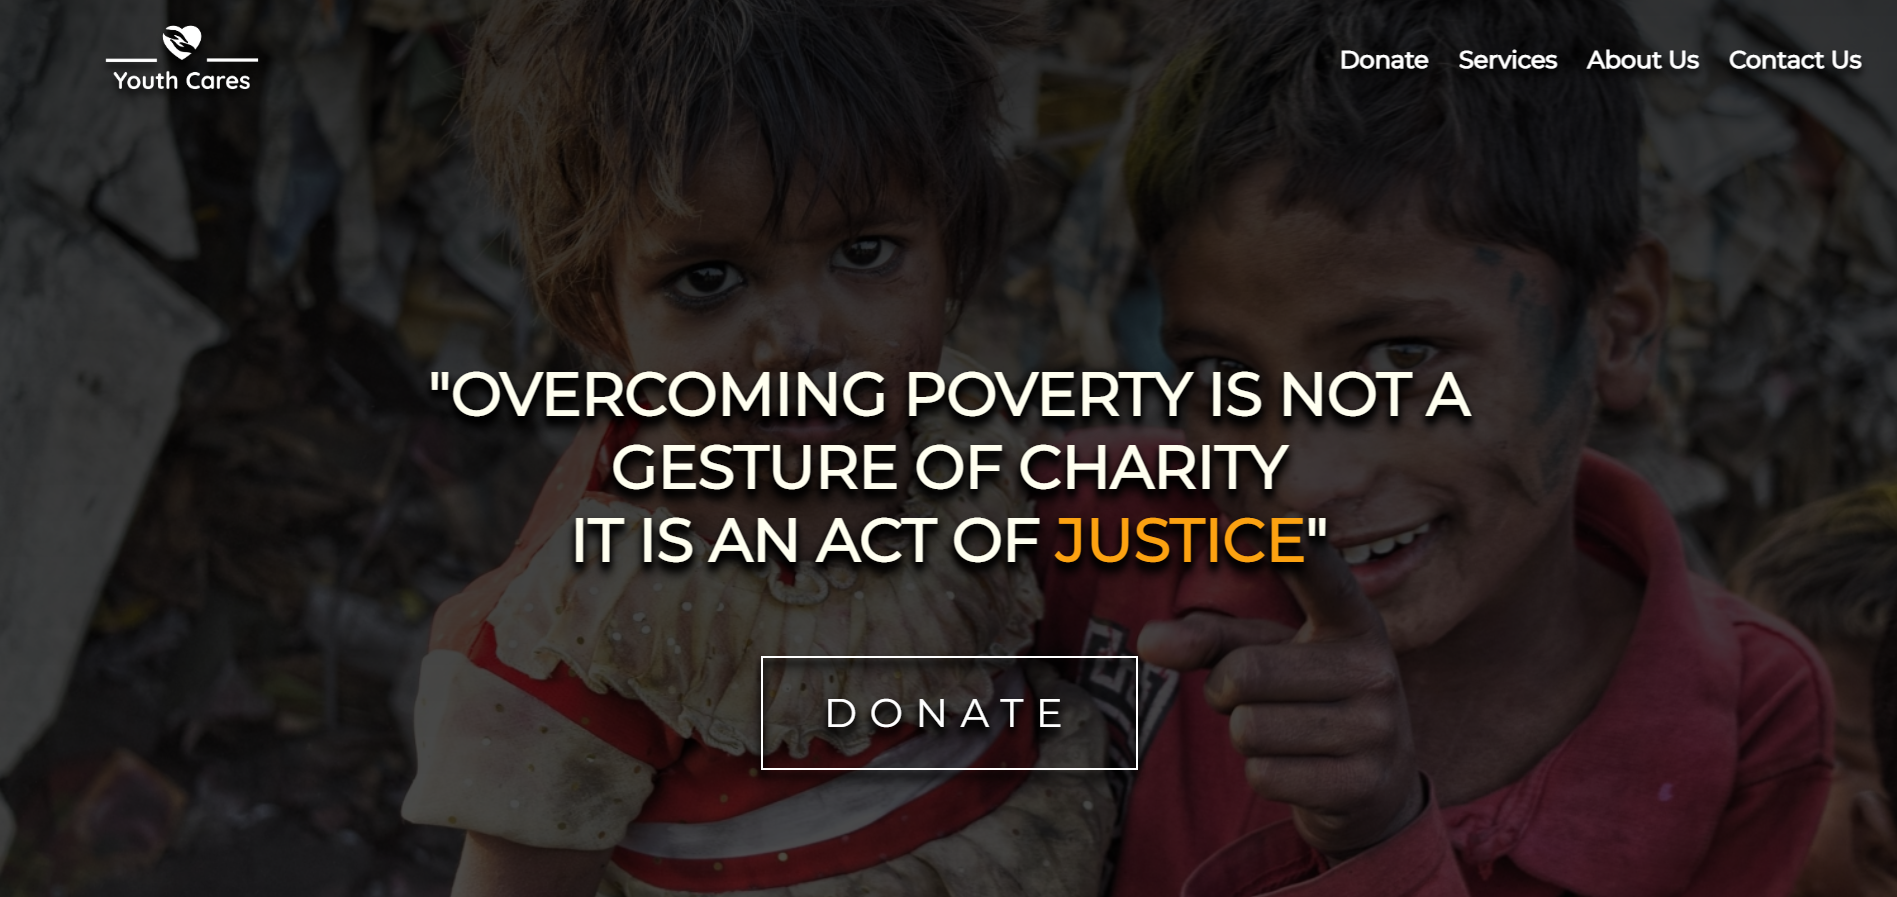 Youth Cares
Donate Services About Us Contact Us
"OVERCOMING POVERTY IS NOT A
GESTURE OF CHARITY
IT IS AN ACT OF JUSTICE"
DONATE